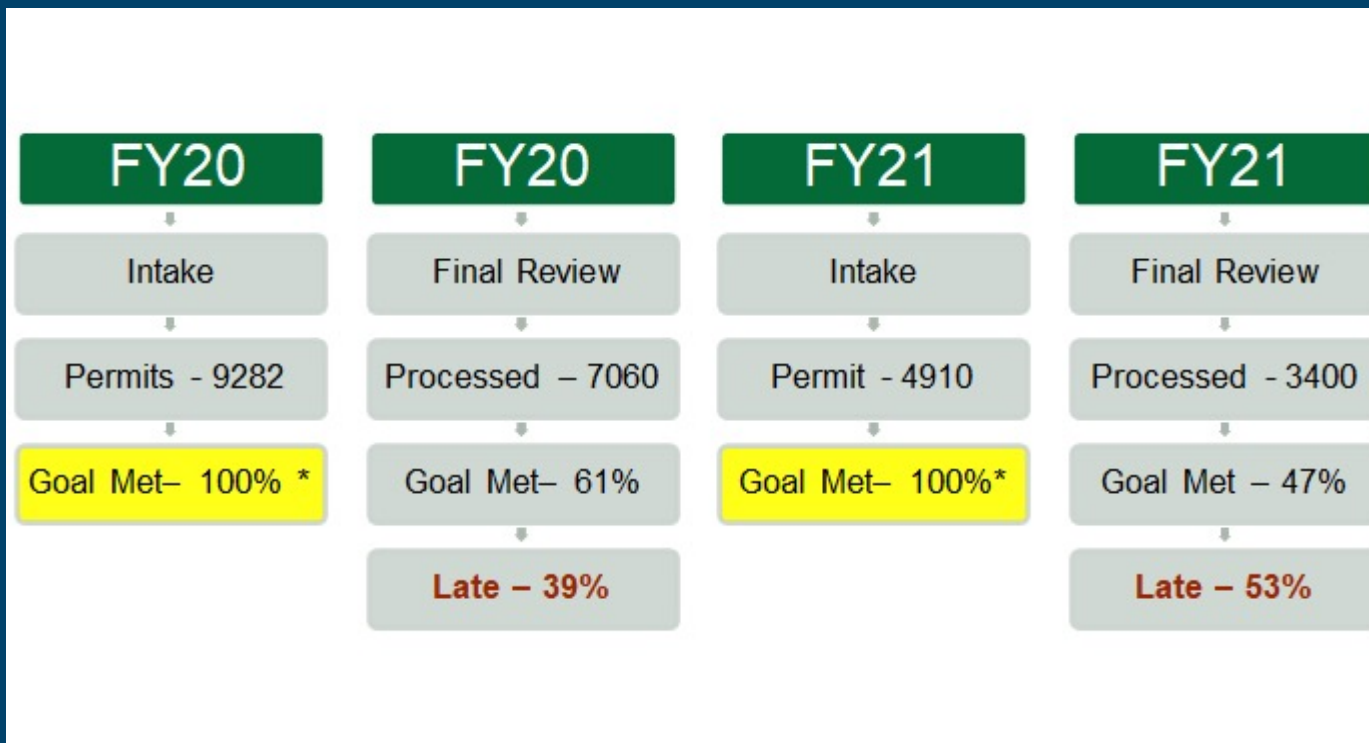 FY20
Intake
Permits - 9282
Goal Met– 100% *
FY20
Final Review
Processed – 7060
Goal Met– 61%
Late – 39%
FY21
Intake
Permit - 4910
Goal Met– 100%*
FY21
Final Review
Processed - 3400
Goal Met – 47%
Late – 53%